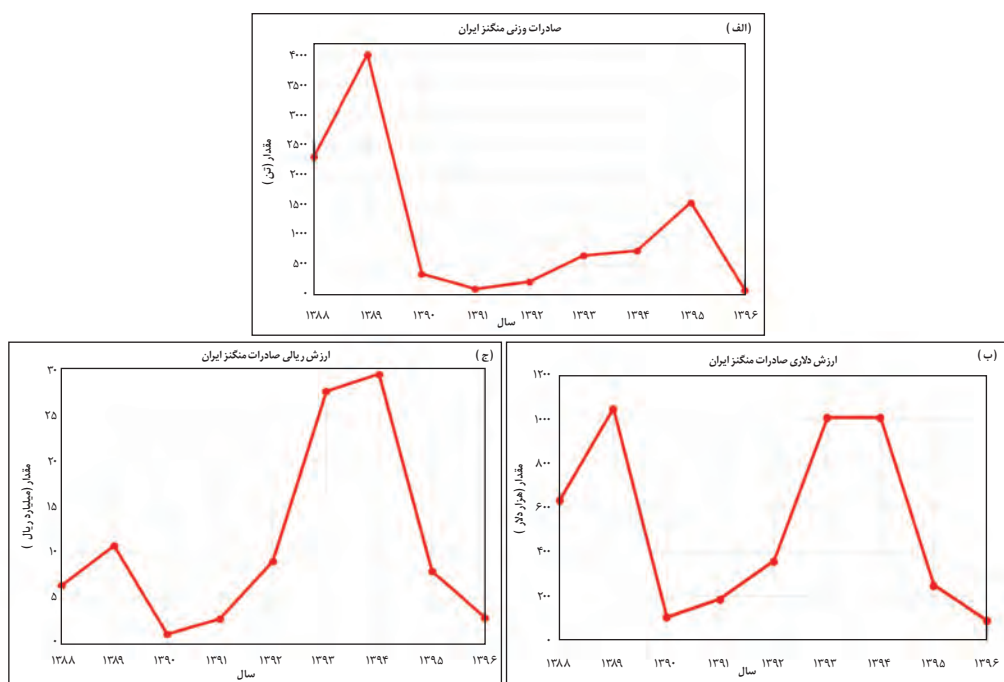 (الف)
صادرات وزنی منگنز ایران
مقدار (تن)
۴۰۰۰
۳۵۰۰
۳۰۰۰
۲۵۰۰
۲۰۰۰
۱۵۰۰
۱۰۰۰
۵۰۰
۰
۱۳۸۸ ۱۳۸۹ ۱۳۹۰ ۱۳۹۱ ۱۳۹۲ ۱۳۹۳ ۱۳۹۴ ۱۳۹۵ ۱۳۹۶
سال
(ب)
ارزش دلاری صادرات منگنز ایران
مقدار (هزار دلار)
۱۲۰۰
۱۰۰۰
۸۰۰
۶۰۰
۴۰۰
۲۰۰
۰
۱۳۸۸ ۱۳۸۹ ۱۳۹۰ ۱۳۹۱ ۱۳۹۲ ۱۳۹۳ ۱۳۹۴ ۱۳۹۵ ۱۳۹۶
سال
(ج)
ارزش ریالی صادرات منگنز ایران
مقدار (میلیارد ریال)
۳۰
۲۵
۲۰
۱۵
۱۰
۵
۰
۱۳۸۸ ۱۳۸۹ ۱۳۹۰ ۱۳۹۱ ۱۳۹۲ ۱۳۹۳ ۱۳۹۴ ۱۳۹۵ ۱۳۹۶
سال